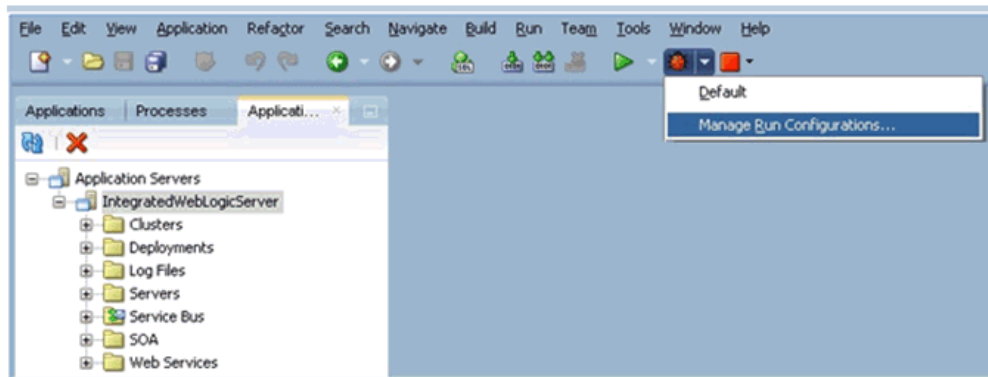 File Edit View Application Refactor Search Navigate Build Run Team Tools Window Help
Default
Manage Run Configurations...
Applications Processes Applicati...
Application Servers
IntegratedWebLogicServer
Clusters
Deployments
Log Files
Servers
Service Bus
SOA
Web Services